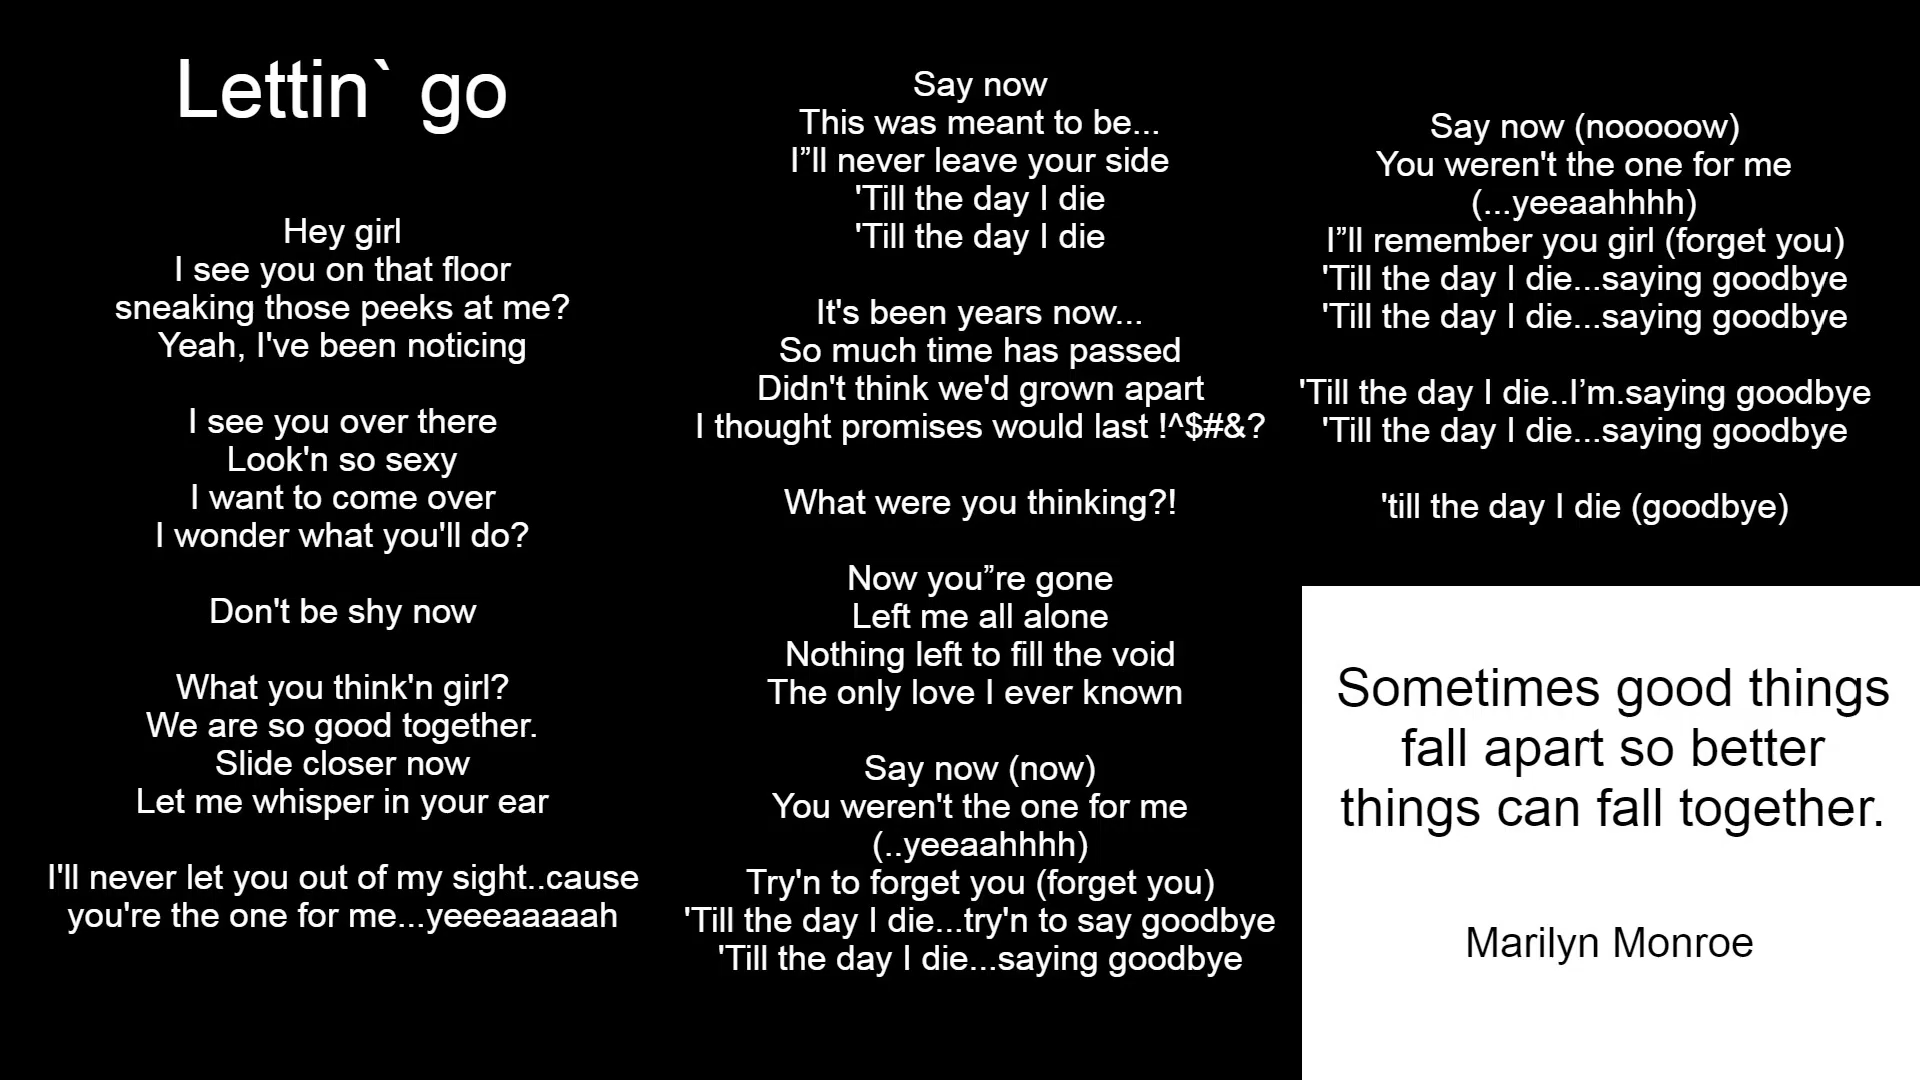 Lettin` go
Hey girl
I see you on that floor
sneaking those peeks at me?
Yeah, I've been noticing
I see you over there
Look'n so sexy
I want to come over
I wonder what you'll do?
Don't be shy now
What you think'n girl?
We are so good together.
Slide closer now
Let me whisper in your ear
I'll never let you out of my sight..cause
you're the one for me...yeeeaaaaah
Say now
This was meant to be...
I”ll never leave your side
'Till the day I die
'Till the day I die
It's been years now...
So much time has passed
Didn't think we'd grown apart
I thought promises would last !^$#&?
What were you thinking?!
Now you”re gone
Left me all alone
Nothing left to fill the void
The only love I ever known
Say now (now)
You weren't the one for me
(..yeeaahhhh)
Try'n to forget you (forget you)
'Till the day I die...try'n to say goodbye
'Till the day I die...saying goodbye
Say now (nooooow)
You weren't the one for me
(...yeeaahhhh)
I”ll remember you girl (forget you)
'Till the day I die...saying goodbye
'Till the day I die...saying goodbye
'Till the day I die..I’m.saying goodbye
'Till the day I die...saying goodbye
'till the day I die (goodbye)
Sometimes good things
fall apart so better
things can fall together.
Marilyn Monroe